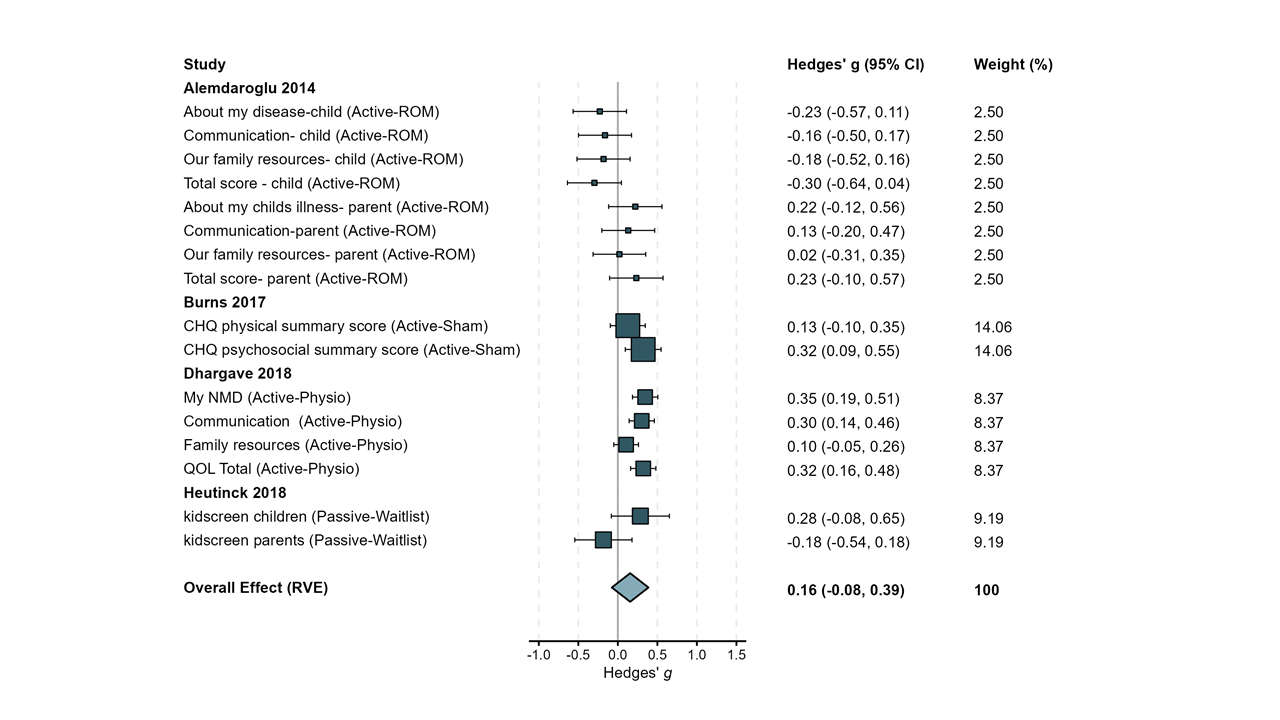 Study Hedges' g (95% CI) Weight (%)
Alemdaroglu 2014
About my disease-child (Active-ROM) -0.23 (-0.57, 0.11) 2.50
Communication- child (Active-ROM) -0.16 (-0.50, 0.17) 2.50
Our family resources- child (Active-ROM) -0.18 (-0.52, 0.16) 2.50
Total score - child (Active-ROM) -0.30 (-0.64, 0.04) 2.50
About my childs illness- parent (Active-ROM) 0.22 (-0.12, 0.56) 2.50
Communication-parent (Active-ROM) 0.13 (-0.20, 0.47) 2.50
Our family resources- parent (Active-ROM) 0.02 (-0.31, 0.35) 2.50
Total score- parent (Active-ROM) 0.23 (-0.10, 0.57) 2.50
Burns 2017
CHQ physical summary score (Active-Sham) 0.13 (-0.10, 0.35) 14.06
CHQ psychosocial summary score (Active-Sham) 0.32 (0.09, 0.55) 14.06
Dhargave 2018
My NMD (Active-Physio) 0.35 (0.19, 0.51) 8.37
Communication  (Active-Physio) 0.30 (0.14, 0.46) 8.37
Family resources (Active-Physio) 0.10 (-0.05, 0.26) 8.37
QOL Total (Active-Physio) 0.32 (0.16, 0.48) 8.37
Heutinck 2018
kidscreen children (Passive-Waitlist) 0.28 (-0.08, 0.65) 9.19
kidscreen parents (Passive-Waitlist) -0.18 (-0.54, 0.18) 9.19
Overall Effect (RVE) 0.16 (-0.08, 0.39) 100
-1.0 -0.5 0.0 0.5 1.0 1.5
Hedges' g